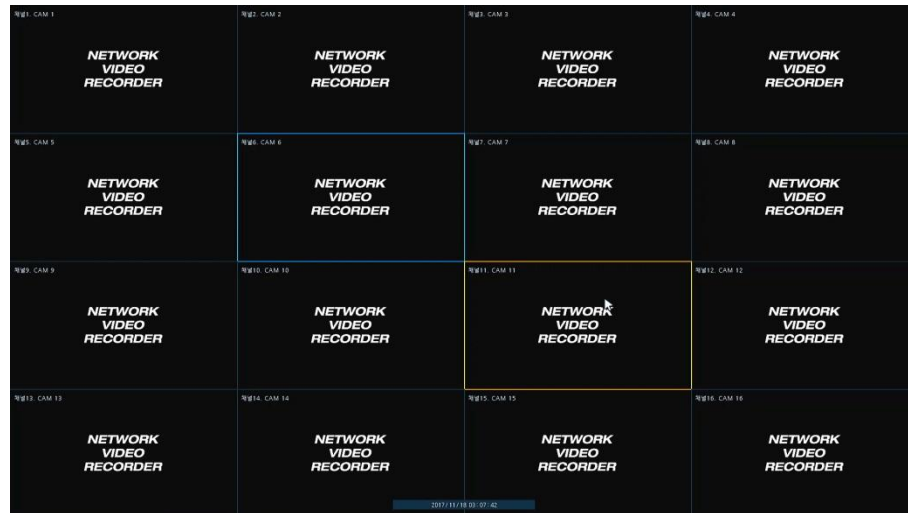 채널1. CAM 1
채널2. CAM 2
채널3. CAM 3
채널4. CAM 4
NETWORK
VIDEO
RECORDER
NETWORK
VIDEO
RECORDER
NETWORK
VIDEO
RECORDER
NETWORK
VIDEO
RECORDER
채널5. CAM 5
채널6. CAM 6
채널7. CAM 7
채널8. CAM 8
NETWORK
VIDEO
RECORDER
NETWORK
VIDEO
RECORDER
NETWORK
VIDEO
RECORDER
NETWORK
VIDEO
RECORDER
채널9. CAM 9
채널10. CAM 10
채널11. CAM 11
채널12. CAM 12
NETWORK
VIDEO
RECORDER
NETWORK
VIDEO
RECORDER
NETWORK
VIDEO
RECORDER
NETWORK
VIDEO
RECORDER
채널13. CAM 13
채널14. CAM 14
채널15. CAM 15
채널16. CAM 16
NETWORK
VIDEO
RECORDER
NETWORK
VIDEO
RECORDER
NETWORK
VIDEO
RECORDER
NETWORK
VIDEO
RECORDER
2017/11/18 03:07:42